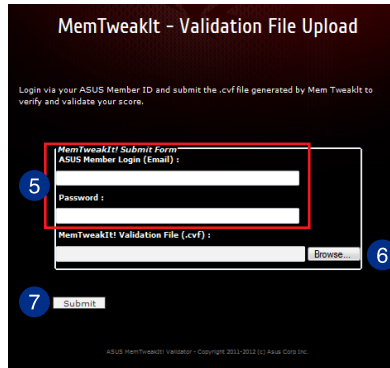 MemTweakIt - Validation File Upload
Login via your ASUS Member ID and submit the .cvf file generated by Mem TweakIt to
verify and validate your score.
MemTweakIt! Submit Form
ASUS Member Login (Email) :
5
Password :
MemTweakIt! Validation File (.cvf) :
Browse... 6
7 Submit
ASUS MemTweakIt! Validator - Copyright 2011-2012 (c) Asus Corp Inc.